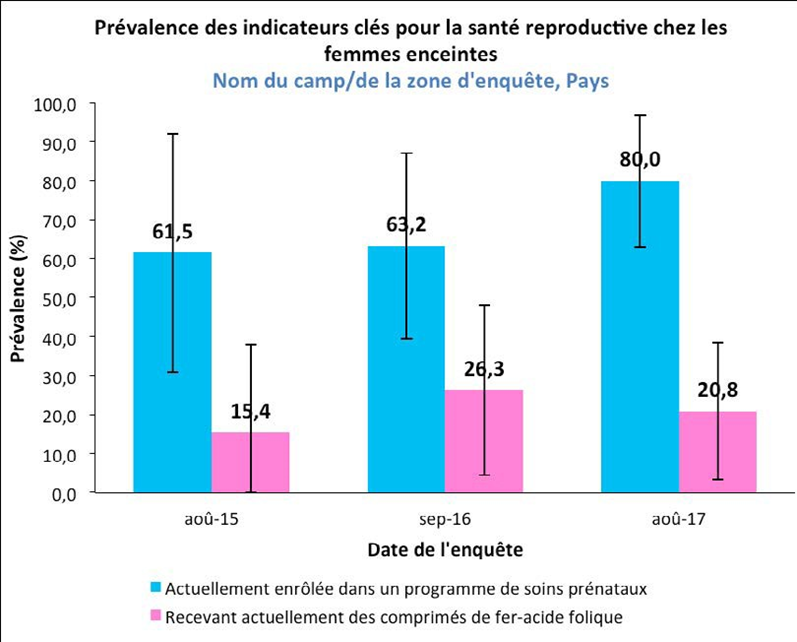 Prévalence des indicateurs clés pour la santé reproductive chez les
femmes enceintes
Nom du camp/de la zone d'enquête, Pays
Prévalence (%)
100,0
90,0
80,0
70,0
60,0
50,0
40,0
30,0
20,0
10,0
0,0
61,5
15,4
63,2
26,3
80,0
20,8
aoû-15
sep-16
aoû-17
Date de l'enquête
Actuellement enrôlée dans un programme de soins prénataux
Recevant actuellement des comprimés de fer-acide folique